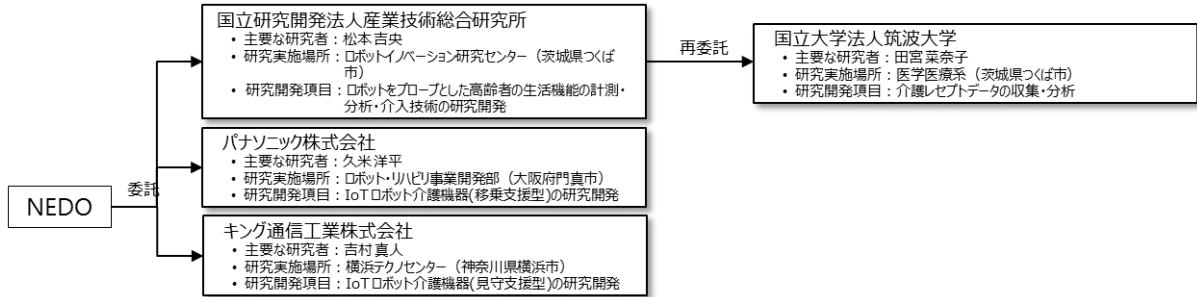 NEDO
委託
国立研究開発法人産業技術総合研究所
• 主要な研究者：松本吉央
• 研究実施場所：ロボットイノベーション研究センター（茨城県つくば
市）
• 研究開発項目：ロボットをプローブとした高齢者の生活機能の計測・
分析・介入技術の研究開発
再委託
国立大学法人筑波大学
• 主要な研究者：田宮菜奈子
• 研究実施場所：医学医療系（茨城県つくば市）
• 研究開発項目：介護レセプトデータの収集・分析
パナソニック株式会社
• 主要な研究者：久米洋平
• 研究実施場所：ロボット・リハビリ事業開発部（大阪府門真市）
• 研究開発項目：IoTロボット介護機器(移乗支援型)の研究開発
キング通信工業株式会社
• 主要な研究者：吉村真人
• 研究実施場所：横浜テクノセンター（神奈川県横浜市）
• 研究開発項目：IoTロボット介護機器(見守支援型)の研究開発